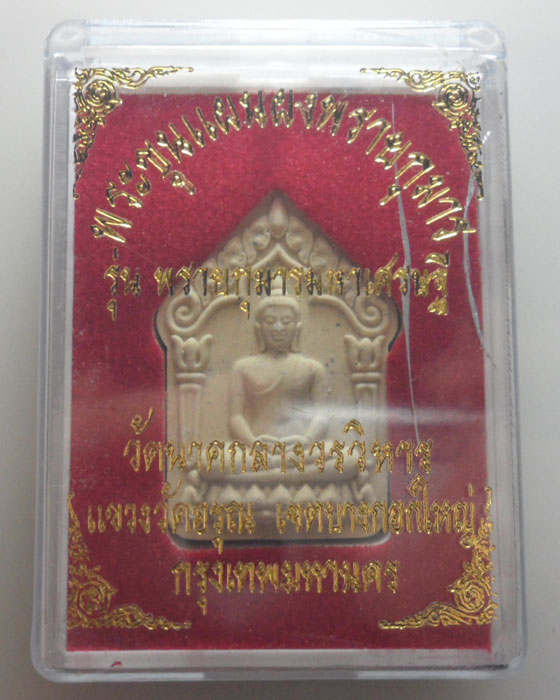 พระขุนแผนผงพรายกุมาร
รุ่น พรายกุมารมหาเศรษฐี
วัดนาคกลางวรวิหาร
แขวงวัดอรุณ เขตบางกอกใหญ่
กรุงเทพมหานคร